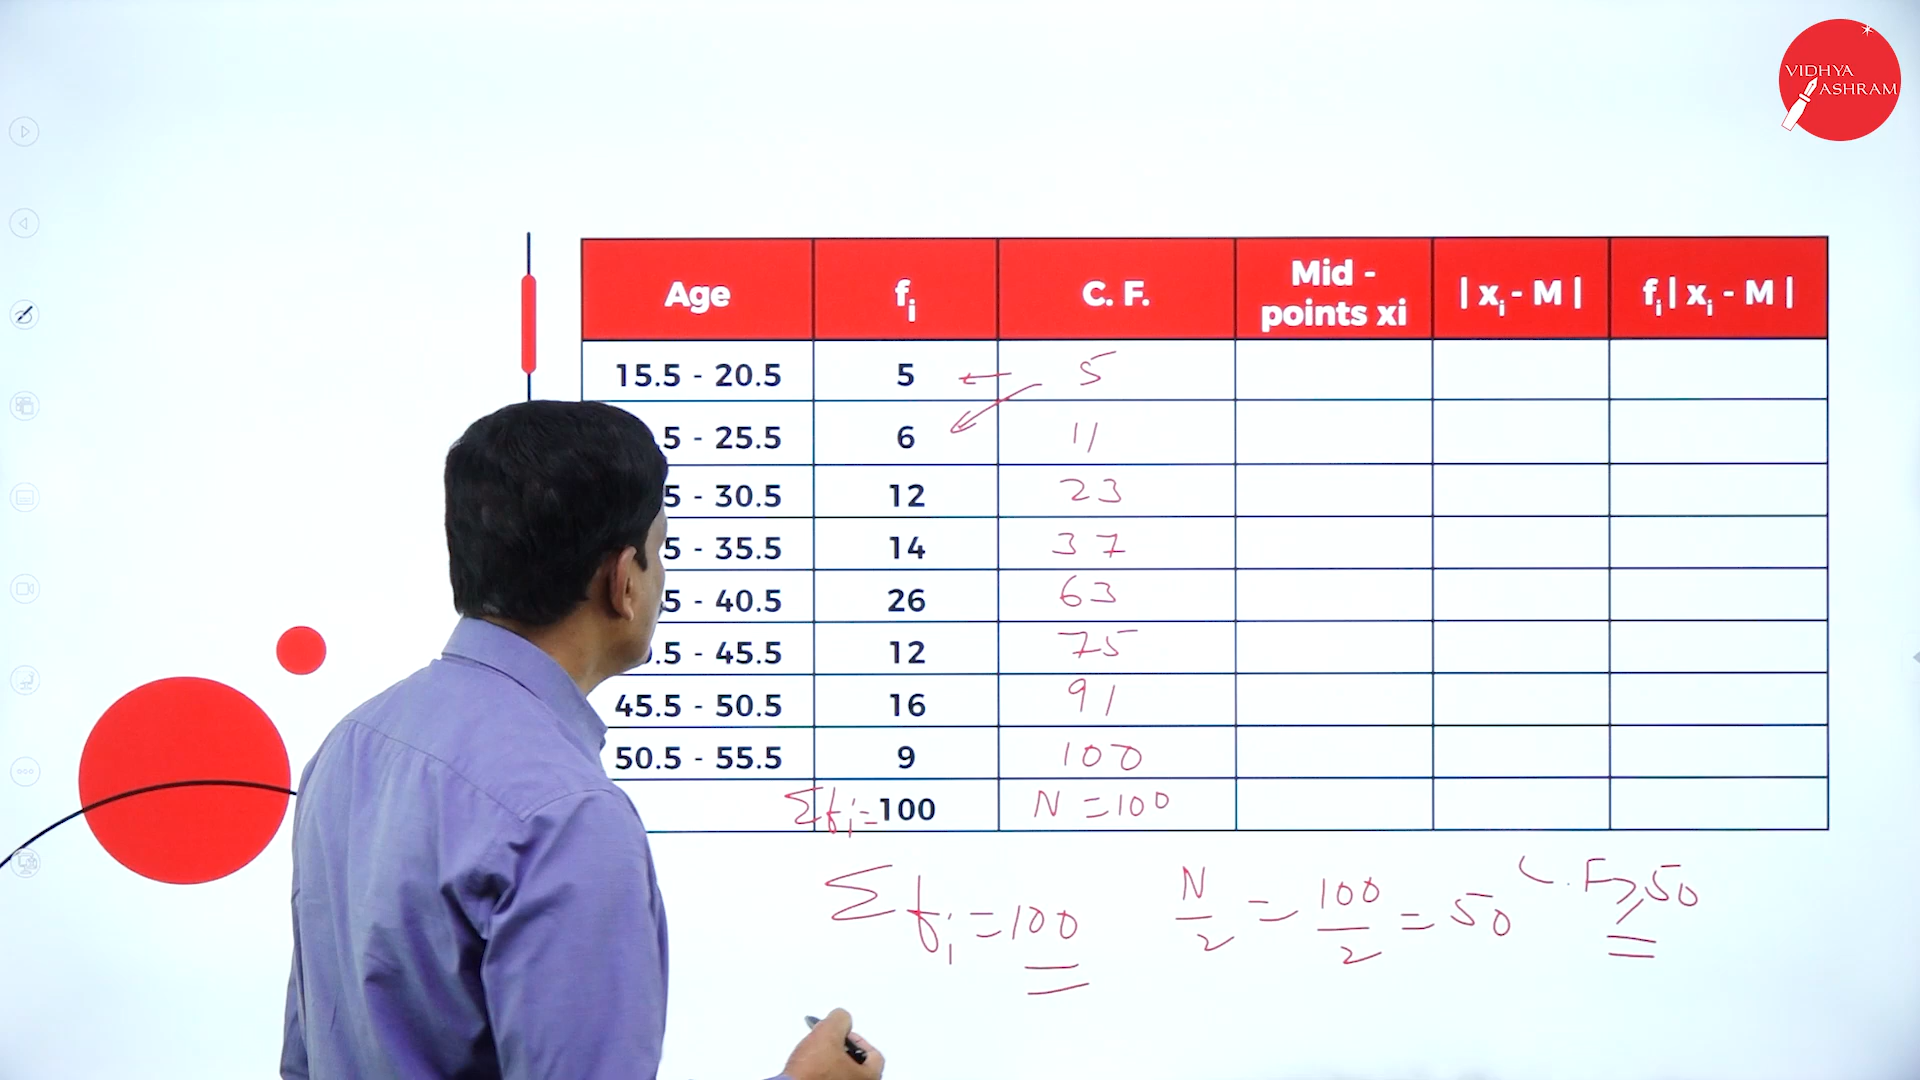 VIDHYA
ASHRAM
Age fi C. F. Mid - points xi | xi - M | fi | xi - M |
15.5 - 20.5 5 5
.5 - 25.5 6 11
5 - 30.5 12 23
5 - 35.5 14 37
5 - 40.5 26 63
.5 - 45.5 12 75
45.5 - 50.5 16 91
50.5 - 55.5 9 100
Σfi = 100 N = 100
Σ fi = 100 N/2 = 100/2 = 50 C. F ≥ 50